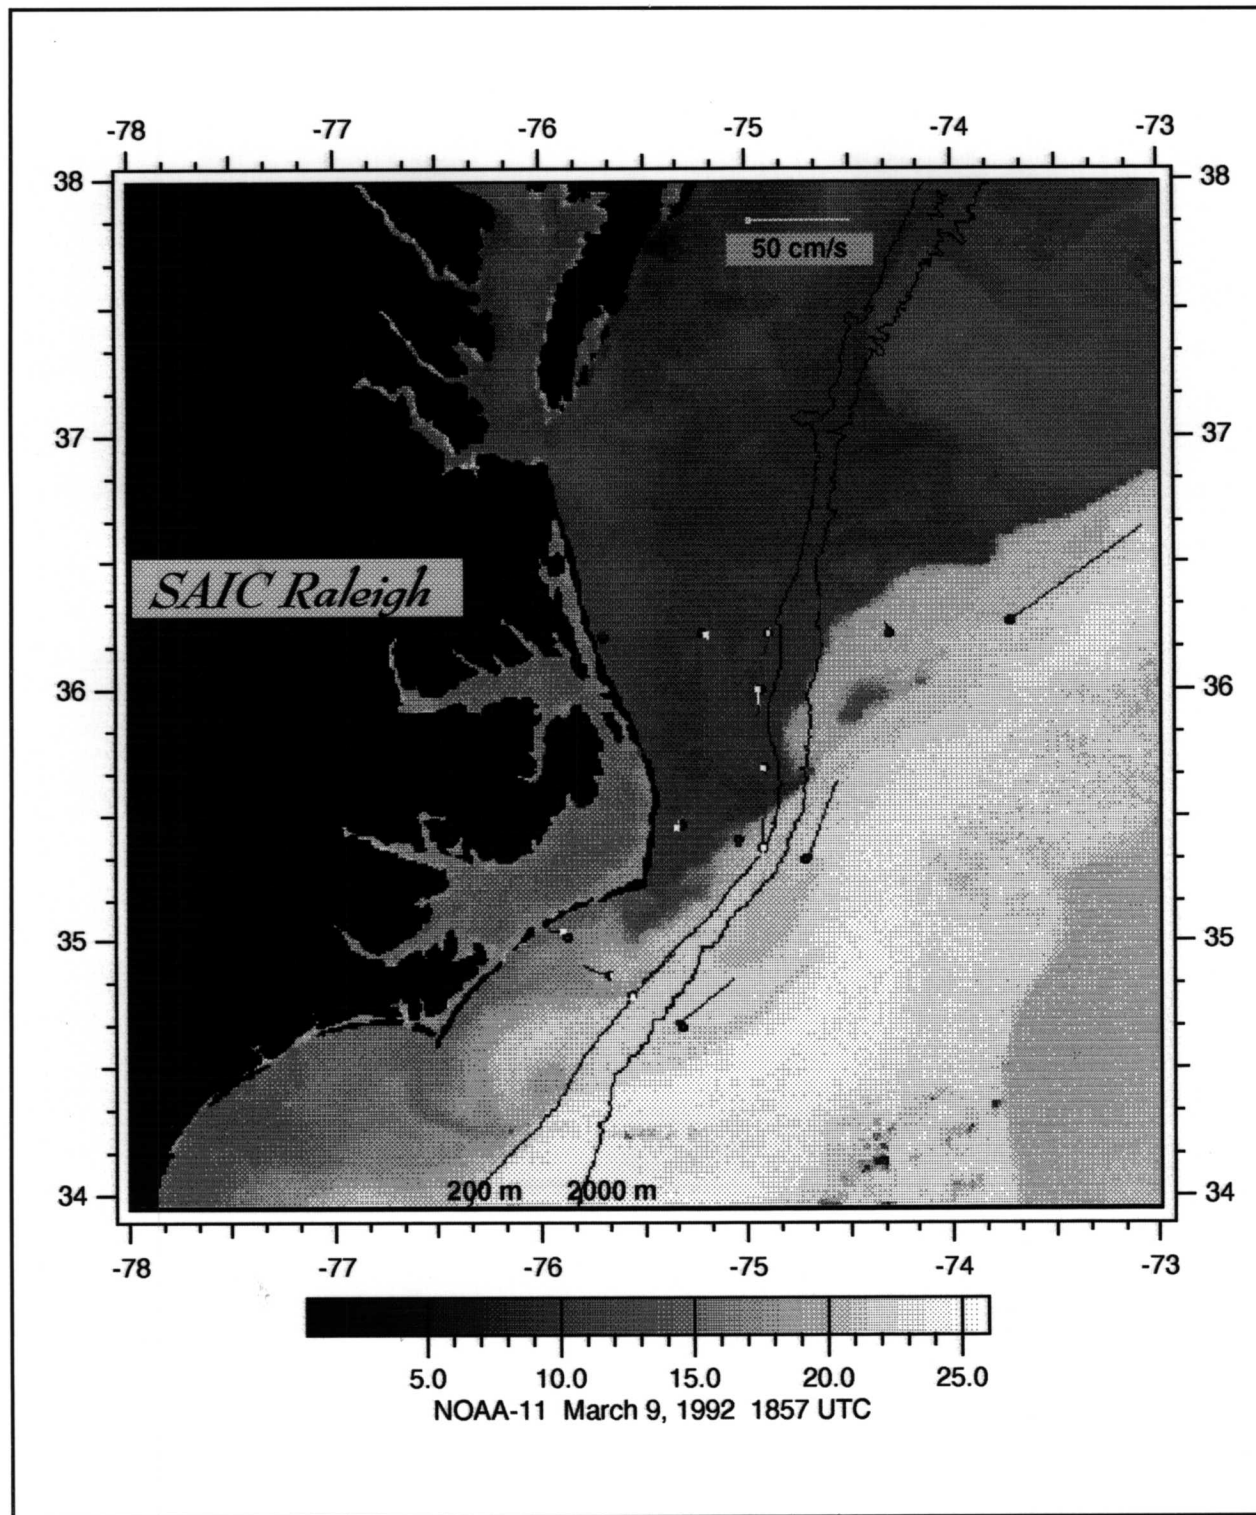 -78 -77 -76 -75 -74 -73
38 38
50 cm/s
37 37
SAIC Raleigh
36 36
35 35
34 200 m 2000 m 34
-78 -77 -76 -75 -74 -73
5.0 10.0 15.0 20.0 25.0
NOAA-11 March 9, 1992 1857 UTC